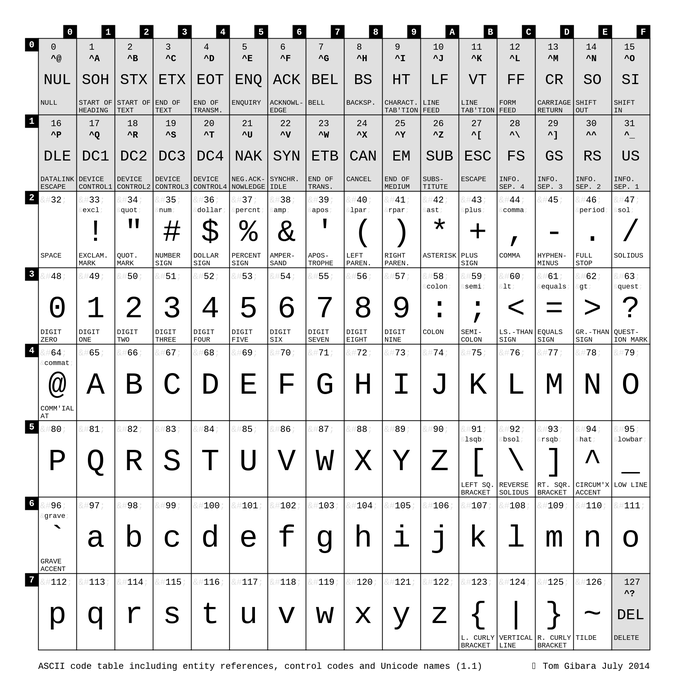 0 1 2 3 4 5 6 7 8 9 A B C D E F
0
0 1 2 3 4 5 6 7 8 9 10 11 12 13 14 15
^@ ^A ^B ^C ^D ^E ^F ^G ^H ^I ^J ^K ^L ^M ^N ^O
NUL SOH STX ETX EOT ENQ ACK BEL BS HT LF VT FF CR SO SI
NULL START OF START OF END OF END OF ENQUIRY ACKNOWL- BELL BACKSP. CHARACT. LINE LINE FORM CARRIAGE SHIFT SHIFT
HEADING TEXT TEXT TRANSM. EDGE TAB'TION FEED TAB'TION FEED RETURN OUT IN
1
16 17 18 19 20 21 22 23 24 25 26 27 28 29 30 31
^P ^Q ^R ^S ^T ^U ^V ^W ^X ^Y ^Z ^[ ^\ ^] ^^ ^_
DLE DC1 DC2 DC3 DC4 NAK SYN ETB CAN EM SUB ESC FS GS RS US
DATALINK DEVICE DEVICE DEVICE DEVICE NEG.ACK- SYNCHR. END OF CANCEL END OF SUBS- ESCAPE INFO. INFO. INFO. INFO.
ESCAPE CONTROL1 CONTROL2 CONTROL3 CONTROL4 NOWLEDGE IDLE TRANS. MEDIUM TITUTE SEP. 4 SEP. 3 SEP. 2 SEP. 1
2
&#32; &#33; &#34; &#35; &#36; &#37; &#38; &#39; &#40; &#41; &#42; &#43; &#44; &#45; &#46; &#47;
&excl; &quot; &num; &dollar; &percnt; &amp; &apos; &lpar; &rpar; &ast; &plus; &comma; &period; &sol;
! " # $ % & ' ( ) * + , - . /
SPACE EXCLAM. QUOT. NUMBER DOLLAR PERCENT AMPER- APOS- LEFT RIGHT ASTERISK PLUS COMMA HYPHEN- FULL SOLIDUS
MARK MARK SIGN SIGN SIGN SAND TROPHE PAREN. PAREN. SIGN MINUS STOP
3
&#48; &#49; &#50; &#51; &#52; &#53; &#54; &#55; &#56; &#57; &#58; &#59; &#60; &#61; &#62; &#63;
&colon; &semi; &lt; &equals; &gt; &quest;
0 1 2 3 4 5 6 7 8 9 : ; < = > ?
DIGIT DIGIT DIGIT DIGIT DIGIT DIGIT DIGIT DIGIT DIGIT DIGIT COLON SEMI- LS.-THAN EQUALS GR.-THAN QUEST-
ZERO ONE TWO THREE FOUR FIVE SIX SEVEN EIGHT NINE COLON SIGN SIGN SIGN ION MARK
4
&#64; &#65; &#66; &#67; &#68; &#69; &#70; &#71; &#72; &#73; &#74; &#75; &#76; &#77; &#78; &#79;
&commat;
@ A B C D E F G H I J K L M N O
COMM'IAL
AT
5
&#80; &#81; &#82; &#83; &#84; &#85; &#86; &#87; &#88; &#89; &#90; &#91; &#92; &#93; &#94; &#95;
&lsqb; &bsol; &rsqb; &hat; &lowbar;
P Q R S T U V W X Y Z [ \ ] ^ _
LEFT SQ. REVERSE RT. SQR. CIRCUM'X LOW LINE
BRACKET SOLIDUS BRACKET ACCENT
6
&#96; &#97; &#98; &#99; &#100; &#101; &#102; &#103; &#104; &#105; &#106; &#107; &#108; &#109; &#110; &#111;
&grave;
` a b c d e f g h i j k l m n o
GRAVE
ACCENT
7
&#112; &#113; &#114; &#115; &#116; &#117; &#118; &#119; &#120; &#121; &#122; &#123; &#124; &#125; &#126; 127
^?
p q r s t u v w x y z { | } ~ DEL
L. CURLY VERTICAL R. CURLY TILDE DELETE
BRACKET LINE BRACKET
ASCII code table including entity references, control codes and Unicode names (1.1) Tom Gibara July 2014